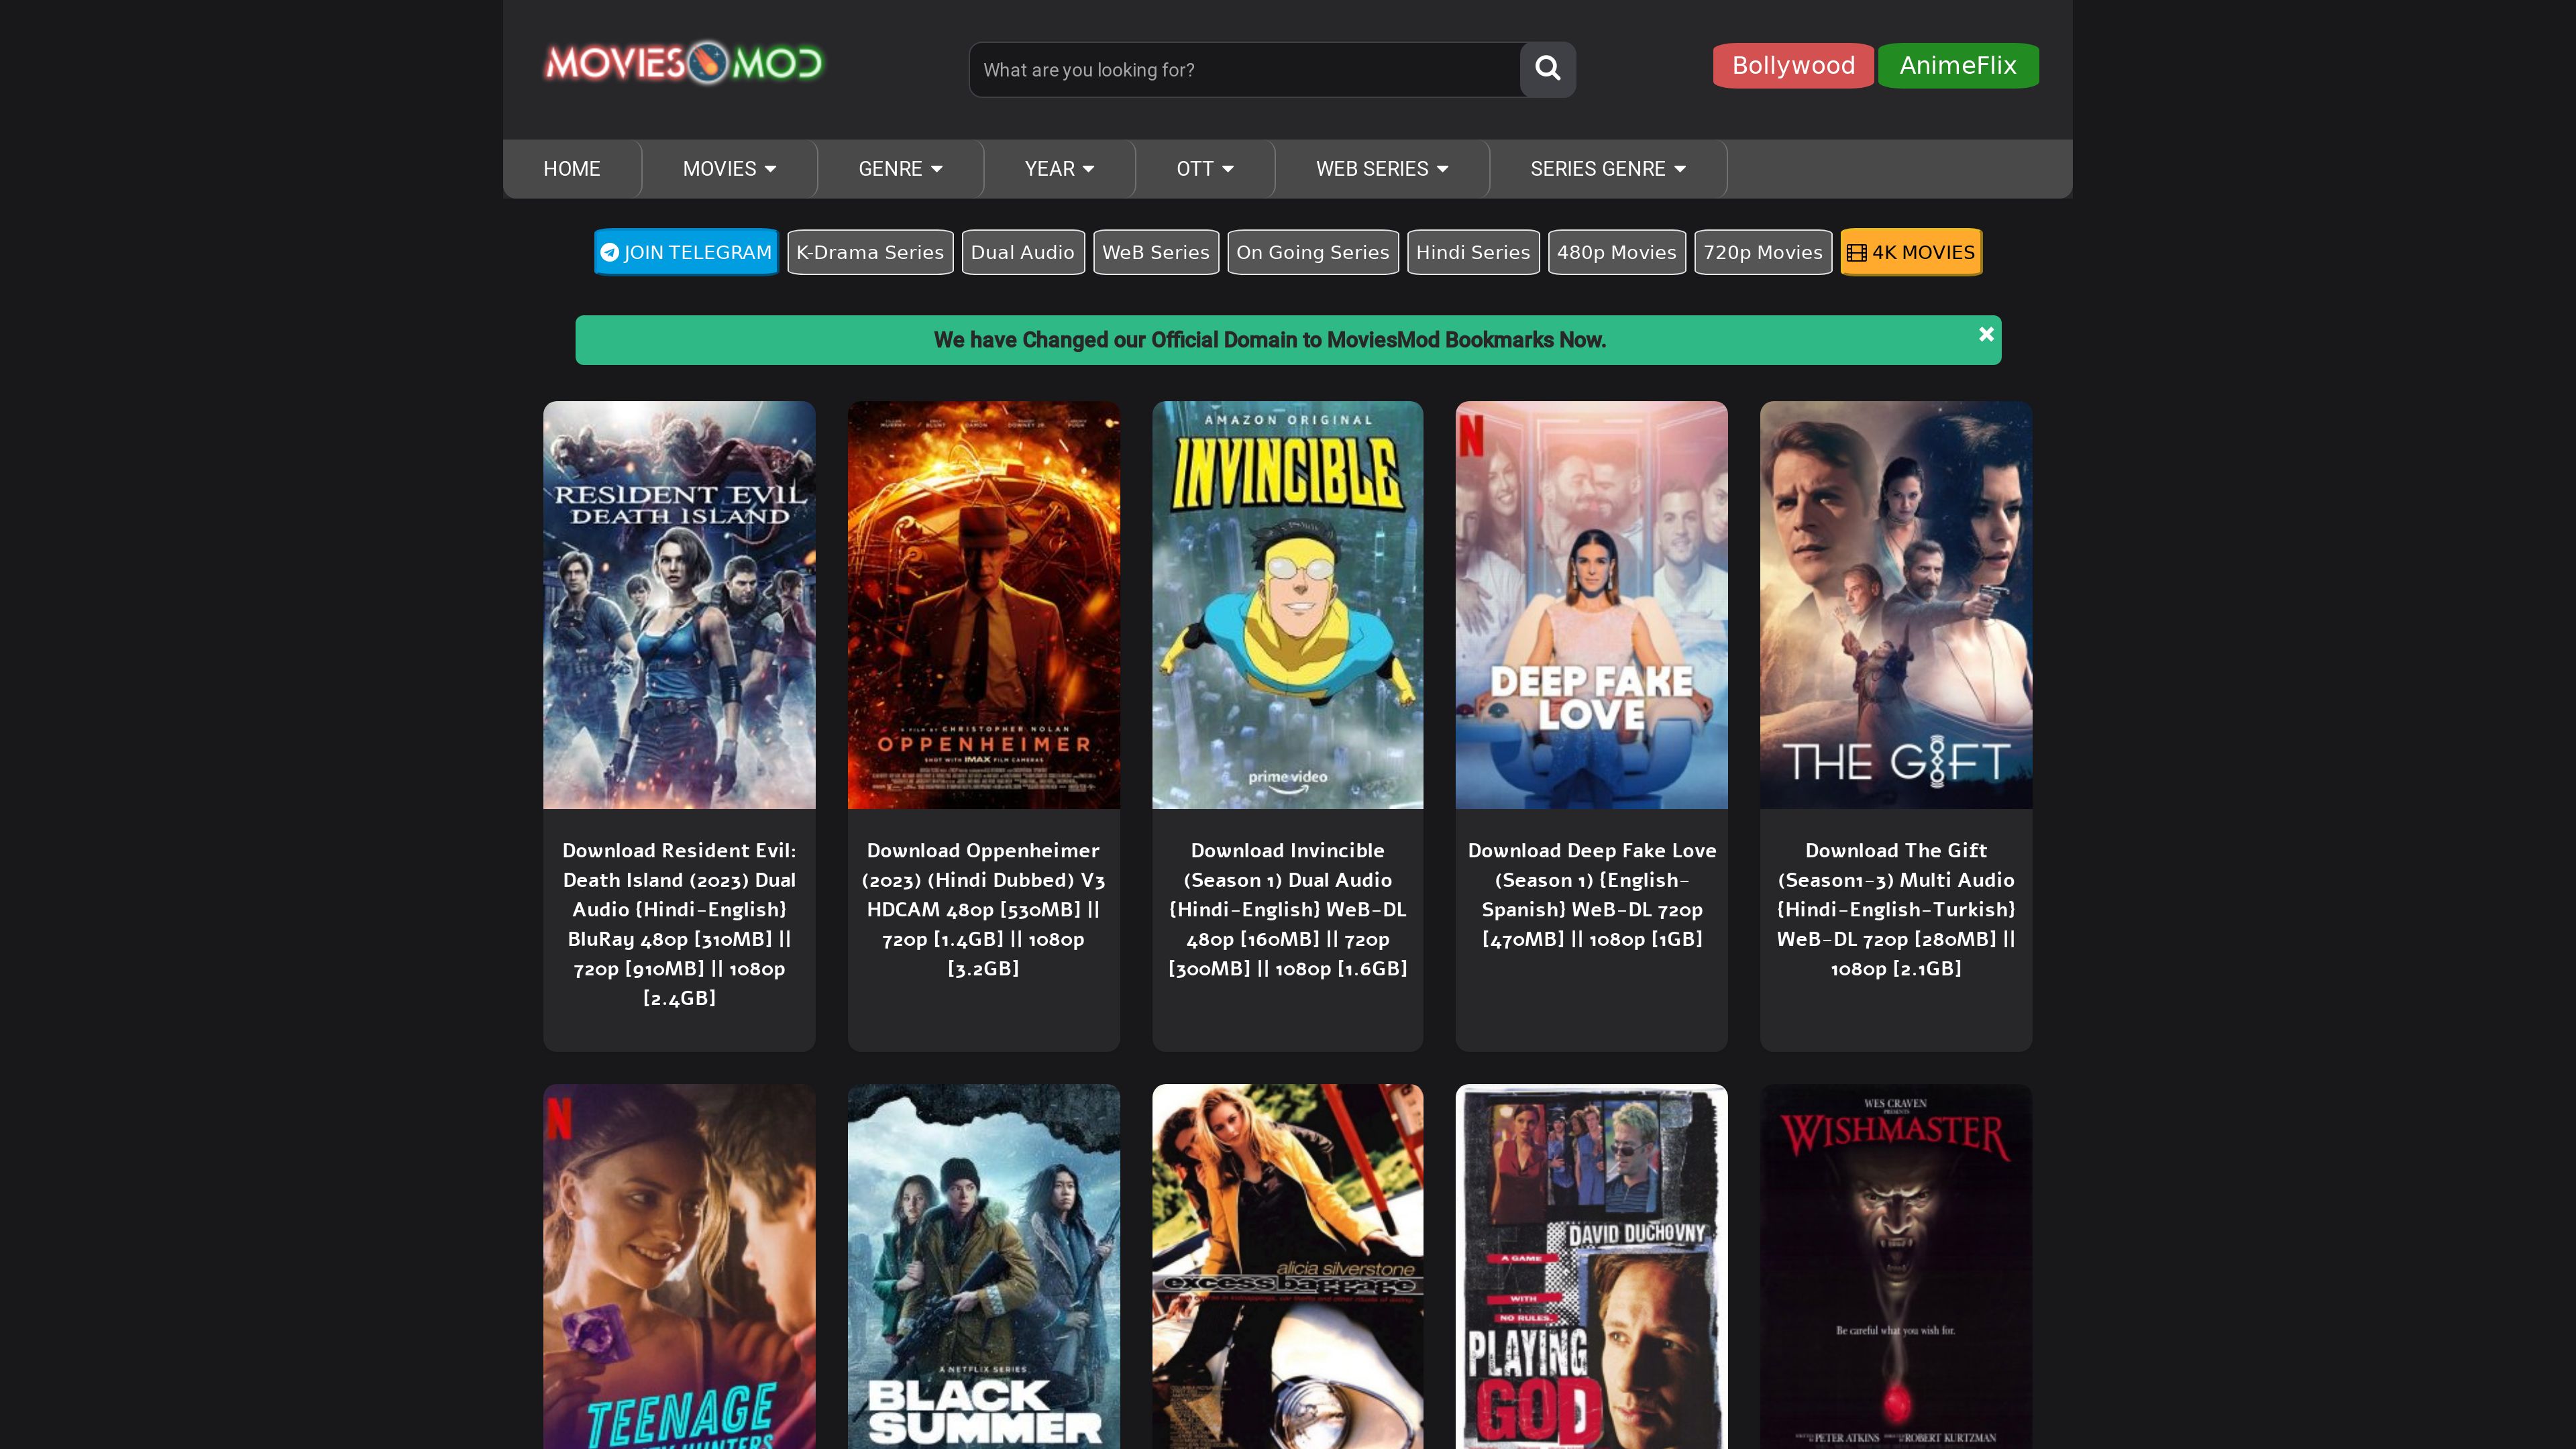 MOVIES MOD
What are you looking for?
Bollywood
AnimeFlix
HOME
MOVIES
GENRE
YEAR
OTT
WEB SERIES
SERIES GENRE
JOIN TELEGRAM
K-Drama Series
Dual Audio
WeB Series
On Going Series
Hindi Series
480p Movies
720p Movies
4K MOVIES
We have Changed our Official Domain to MoviesMod Bookmarks Now.
RESIDENT EVIL
DEATH ISLAND
Download Resident Evil:
Death Island (2023) Dual
Audio {Hindi-English}
BluRay 480p [310MB] ||
720p [910MB] || 1080p
[2.4GB]
MURPHY BLUNT DAMON DOWNEY JR. PUGH
A FILM BY CHRISTOPHER NOLAN
OPPENHEIMER
SHOT WITH IMAX FILM CAMERAS
Download Oppenheimer
(2023) (Hindi Dubbed) V3
HDCAM 480p [530MB] ||
720p [1.4GB] || 1080p
[3.2GB]
AMAZON ORIGINAL
INVINCIBLE
prime video
Download Invincible
(Season 1) Dual Audio
{Hindi-English} WeB-DL
480p [160MB] || 720p
[300MB] || 1080p [1.6GB]
N
DEEP FAKE
LOVE
Download Deep Fake Love
(Season 1) {English-
Spanish} WeB-DL 720p
[470MB] || 1080p [1GB]
THE GIFT
Download The Gift
(Season1-3) Multi Audio
{Hindi-English-Turkish}
WeB-DL 720p [280MB] ||
1080p [2.1GB]
N
TEENAGE
HUNTERS
A NETFLIX SERIES
BLACK
SUMMER
alicia silverstone
excess baggage
DAVID DUCHOVNY
A GAME
WITH
NO RULES.
PLAYING
GOD
WES CRAVEN
PRESENTS
WISHMASTER
Be careful what you wish for.
PETER ATKINS
ROBERT KURTZMAN